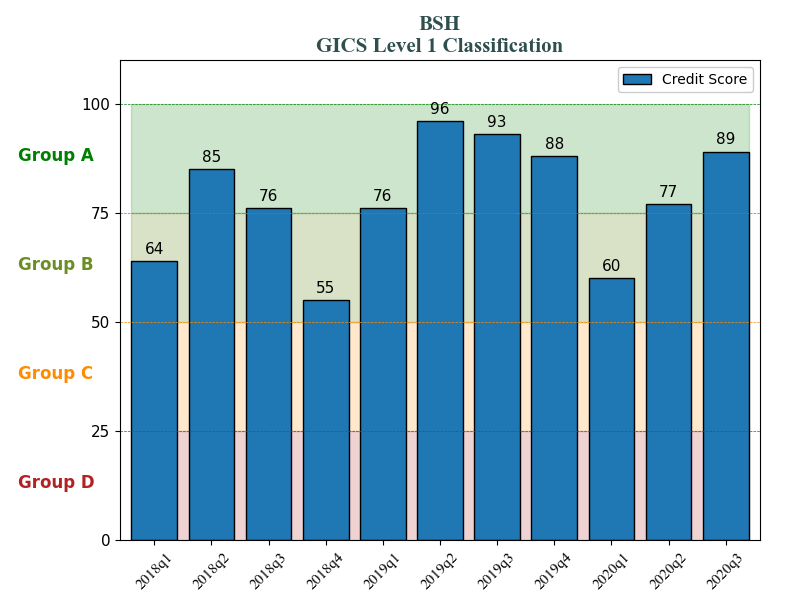 BSH
GICS Level 1 Classification
Credit Score
100
75
50
25
0
Group A
Group B
Group C
Group D
64
85
76
55
76
96
93
88
60
77
89
2018q1
2018q2
2018q3
2018q4
2019q1
2019q2
2019q3
2019q4
2020q1
2020q2
2020q3